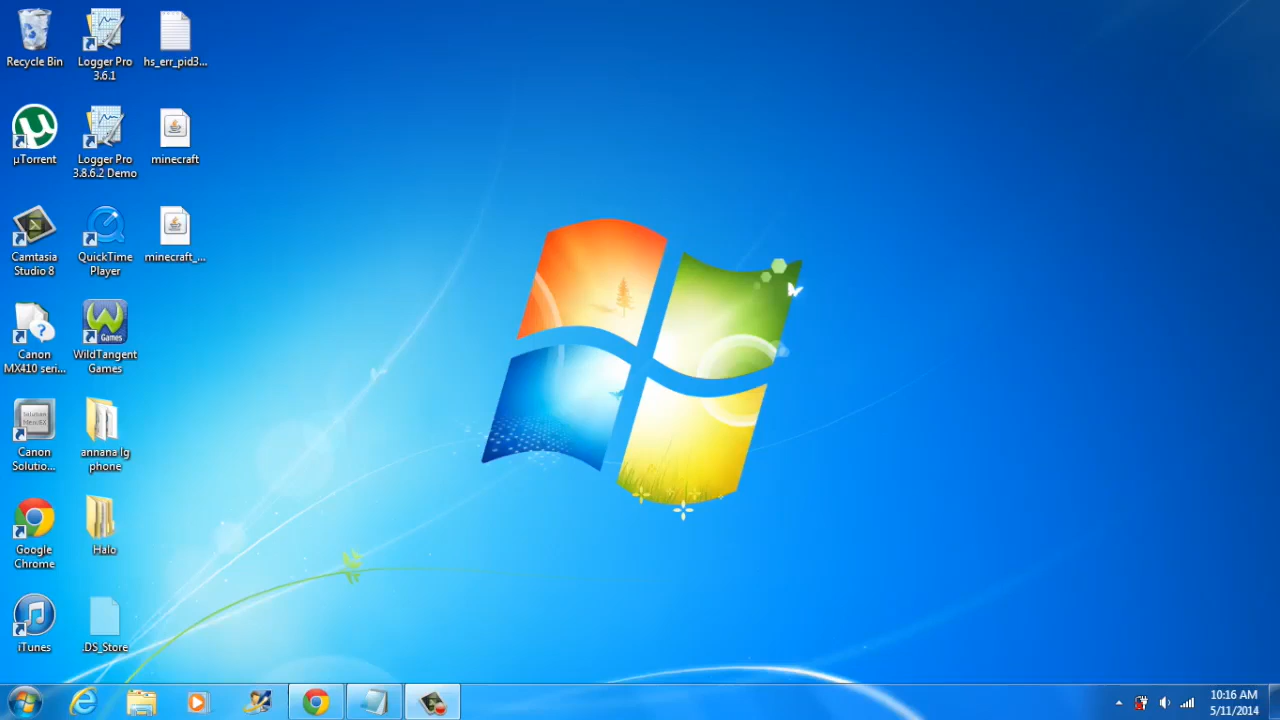 Recycle Bin
Logger Pro
3.6.1
hs_err_pid3...
µTorrent
Logger Pro
3.8.6.2 Demo
minecraft
Camtasia
Studio 8
QuickTime
Player
minecraft_...
Canon
MX410 seri...
Games
WildTangent
Games
Canon
Solutio...
annana lg
phone
Google
Chrome
Halo
iTunes
.DS_Store
10:16 AM
5/11/2014